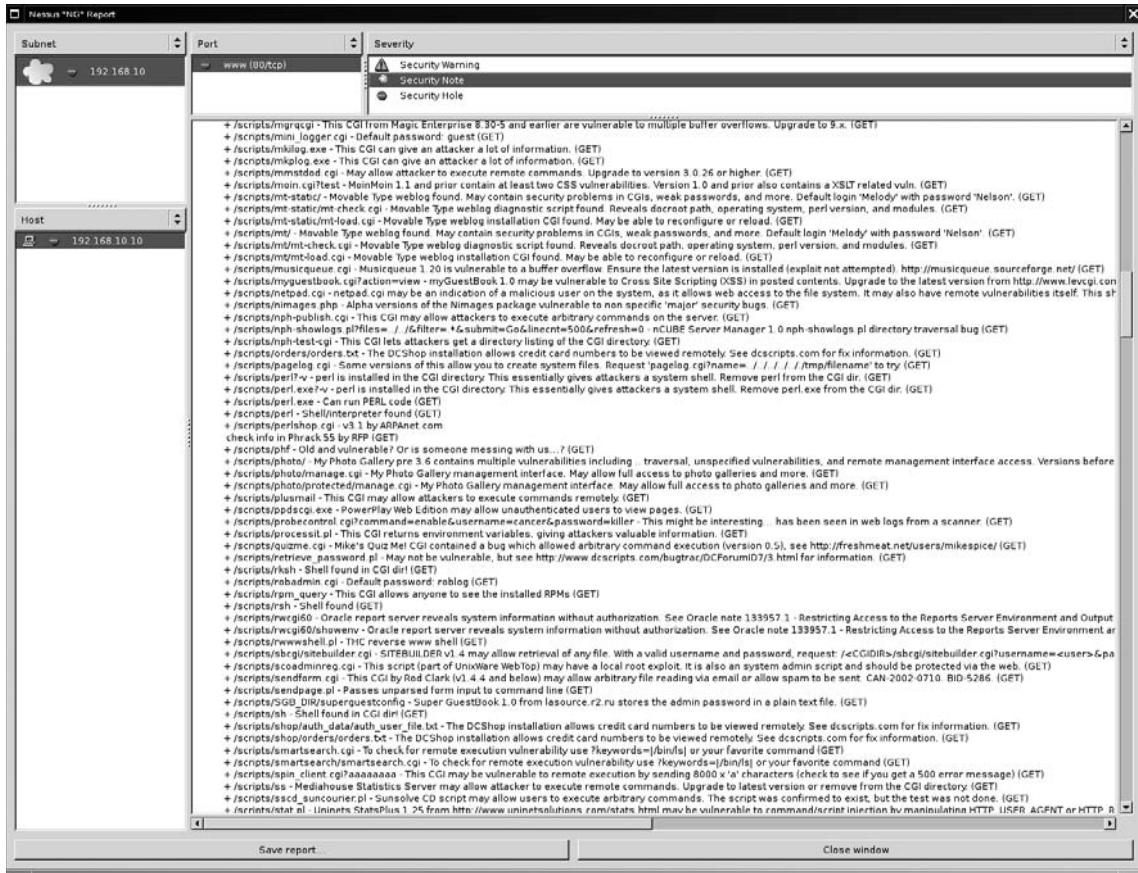 Nessus "NG" Report
Subnet
192.168.10
Port
www (80/tcp)
Severity
Security Warning
Security Note
Security Hole
Host
192.168.10.10
+ /scripts/mgrqcgi - This CGI from Magic Enterprise 8.30-5 and earlier are vulnerable to multiple buffer overflows. Upgrade to 9.x. (GET)
+ /scripts/mini_logger.cgi - Default password: guest (GET)
+ /scripts/mkilog.exe - This CGI can give an attacker a lot of information. (GET)
+ /scripts/mkplog.exe - This CGI can give an attacker a lot of information. (GET)
+ /scripts/mmstdod.cgi - May allow attacker to execute remote commands. Upgrade to version 3.0.26 or higher. (GET)
+ /scripts/moin.cgi?test - MoinMoin 1.1 and prior contain at least two CSS vulnerabilities. Version 1.0 and prior also contains a XSLT related vuln. (GET)
+ /scripts/mt-static/ - Movable Type weblog found. May contain security problems in CGIs, weak passwords, and more. Default login 'Melody' with password 'Nelson'. (GET)
+ /scripts/mt-static/mt-check.cgi - Movable Type weblog diagnostic script found. Reveals docroot path, operating system, perl version, and modules. (GET)
+ /scripts/mt-static/mt-load.cgi - Movable Type weblog installation CGI found. May be able to reconfigure or reload. (GET)
+ /scripts/mt/ - Movable Type weblog found. May contain security problems in CGIs, weak passwords, and more. Default login 'Melody' with password 'Nelson'. (GET)
+ /scripts/mt/mt-check.cgi - Movable Type weblog diagnostic script found. Reveals docroot path, operating system, perl version, and modules. (GET)
+ /scripts/mt/mt-load.cgi - Movable Type weblog installation CGI found. May be able to reconfigure or reload. (GET)
+ /scripts/musicqueue.cgi - Musicqueue 1.20 is vulnerable to a buffer overflow. Ensure the latest version is installed (exploit not attempted). http://musicqueue.sourceforge.net/ (GET)
+ /scripts/myguestbook.cgi?action=view - myGuestBook 1.0 may be vulnerable to Cross Site Scripting (XSS) in posted contents. Upgrade to the latest version from http://www.levcgi.con
+ /scripts/netpad.cgi - netpad.cgi may be an indication of a malicious user on the system, as it allows web access to the file system. It may also have remote vulnerabilities itself. This sh
+ /scripts/nimages.php - Alpha versions of the Nimages package vulnerable to non specific 'major' security bugs. (GET)
+ /scripts/nph-publish.cgi - This CGI may allow attackers to execute arbitrary commands on the server. (GET)
+ /scripts/nph-showlogs.pl?files=../../&filter=.*&submit=Go&linecnt=500&refresh=0 - nCUBE Server Manager 1.0 nph-showlogs.pl directory traversal bug (GET)
+ /scripts/nph-test-cgi - This CGI lets attackers get a directory listing of the CGI directory. (GET)
+ /scripts/orders/orders.txt - The DCShop installation allows credit card numbers to be viewed remotely. See dcscripts.com for fix information. (GET)
+ /scripts/pagelog.cgi - Some versions of this allow you to create system files. Request 'pagelog.cgi?name=../../../../../tmp/filename' to try (GET)
+ /scripts/perl?-v - perl is installed in the CGI directory. This essentially gives attackers a system shell. Remove perl from the CGI dir. (GET)
+ /scripts/perl.exe?-v - perl is installed in the CGI directory. This essentially gives attackers a system shell. Remove perl.exe from the CGI dir. (GET)
+ /scripts/perl.exe - Can run PERL code (GET)
+ /scripts/perl - Shell/interpreter found (GET)
+ /scripts/perlshop.cgi - v3.1 by ARPAnet.com
check info in Phrack 55 by RFP (GET)
+ /scripts/phf - Old and vulnerable? Or is someone messing with us...? (GET)
+ /scripts/photo/ - My Photo Gallery pre 3.6 contains multiple vulnerabilities including .. traversal, unspecified vulnerabilities, and remote management interface access. Versions before
+ /scripts/photo/manage.cgi - My Photo Gallery management interface. May allow full access to photo galleries and more. (GET)
+ /scripts/photo/protected/manage.cgi - My Photo Gallery management interface. May allow full access to photo galleries and more. (GET)
+ /scripts/plusmail - This CGI may allow attackers to execute commands remotely. (GET)
+ /scripts/ppdscgi.exe - PowerPlay Web Edition may allow unauthenticated users to view pages. (GET)
+ /scripts/probecontrol.cgi?command=enable&username=cancer&password=killer - This might be interesting... has been seen in web logs from a scanner. (GET)
+ /scripts/processit.pl - This CGI returns environment variables, giving attackers valuable information. (GET)
+ /scripts/quizme.cgi - Mike's Quiz Me! CGI contained a bug which allowed arbitrary command execution (version 0.5), see http://freshmeat.net/users/mikespice/ (GET)
+ /scripts/retrieve_password.pl - May not be vulnerable, but see http://www.dcscripts.com/bugtrac/DCForumID7/3.html for information. (GET)
+ /scripts/rksh - Shell found in CGI dir! (GET)
+ /scripts/robadmin.cgi - Default password: roblog (GET)
+ /scripts/rpm_query - This CGI allows anyone to see the installed RPMs (GET)
+ /scripts/rsh - Shell found (GET)
+ /scripts/rwcgi60 - Oracle report server reveals system information without authorization. See Oracle note 133957.1 - Restricting Access to the Reports Server Environment and Output
+ /scripts/rwcgi60/showenv - Oracle report server reveals system information without authorization. See Oracle note 133957.1 - Restricting Access to the Reports Server Environment ar
+ /scripts/rwwwshell.pl - THC reverse www shell (GET)
+ /scripts/sbcgi/sitebuilder.cgi - SITEBUILDER v1.4 may allow retrieval of any file. With a valid username and password, request: /<CGIDIR>/sbcgi/sitebuilder.cgi?username=<user>&pa
+ /scripts/scoadminreg.cgi - This script (part of UnixWare WebTop) may have a local root exploit. It is also an system admin script and should be protected via the web. (GET)
+ /scripts/sendform.cgi - This CGI by Rod Clark (v1.4.4 and below) may allow arbitrary file reading via email or allow spam to be sent. CAN-2002-0710. BID-5286. (GET)
+ /scripts/sendpage.pl - Passes unparsed form input to command line (GET)
+ /scripts/SGB_DIR/superguestconfig - Super GuestBook 1.0 from lasource.r2.ru stores the admin password in a plain text file. (GET)
+ /scripts/sh - Shell found in CGI dir! (GET)
+ /scripts/shop/auth_data/auth_user_file.txt - The DCShop installation allows credit card numbers to be viewed remotely. See dcscripts.com for fix information. (GET)
+ /scripts/shop/orders/orders.txt - The DCShop installation allows credit card numbers to be viewed remotely. See dcscripts.com for fix information. (GET)
+ /scripts/smartsearch.cgi - To check for remote execution vulnerability use ?keywords=|/bin/ls| or your favorite command (GET)
+ /scripts/smartsearch/smartsearch.cgi - To check for remote execution vulnerability use ?keywords=|/bin/ls| or your favorite command (GET)
+ /scripts/spin_client.cgi?aaaaaaaa - This CGI may be vulnerable to remote execution by sending 8000 x 'a' characters (check to see if you get a 500 error message) (GET)
+ /scripts/ss - Mediahouse Statistics Server may allow attacker to execute remote commands. Upgrade to latest version or remove from the CGI directory. (GET)
+ /scripts/sscd_suncourier.pl - Sunsolve CD script may allow users to execute arbitrary commands. The script was confirmed to exist, but the test was not done. (GET)
+ /scripts/stat.pl - Uninets StatsPlus 1.25 from http://www.uninetsolutions.com/stats.html may be vulnerable to command/script injection by manipulating HTTP_USER_AGENT or HTTP_R
Save report...
Close window